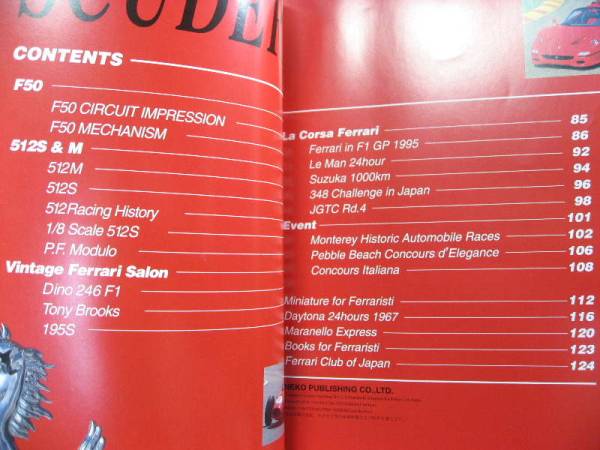 SCUDE
CONTENTS
F50
F50 CIRCUIT IMPRESSION
F50 MECHANISM
512S & M
512M
512S
512Racing History
1/8 Scale 512S
P.F. Modulo
Vintage Ferrari Salon
Dino 246 F1
Tony Brooks
195S
La Corsa Ferrari 85
Ferrari in F1 GP 1995 86
Le Man 24hour 92
Suzuka 1000km 94
348 Challenge in Japan 96
JGTC Rd.4 98
Event 101
Monterey Historic Automobile Races 102
Pebble Beach Concours d'Elegance 106
Concours Italiana 108
Miniature for Ferraristi 112
Daytona 24hours 1967 116
Maranello Express 120
Books for Ferraristi 123
Ferrari Club of Japan 124
NEKO PUBLISHING CO.,LTD.